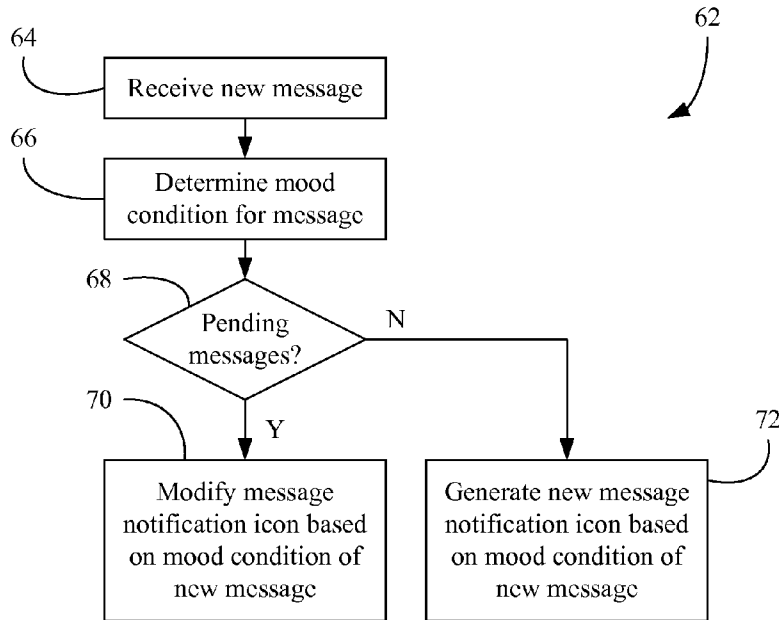 62
64
Receive new message
66
Determine mood
condition for message
68
Pending
messages?
N
Y
70
Modify message
notification icon based
on mood condition of
new message
72
Generate new message
notification icon based
on mood condition of
new message